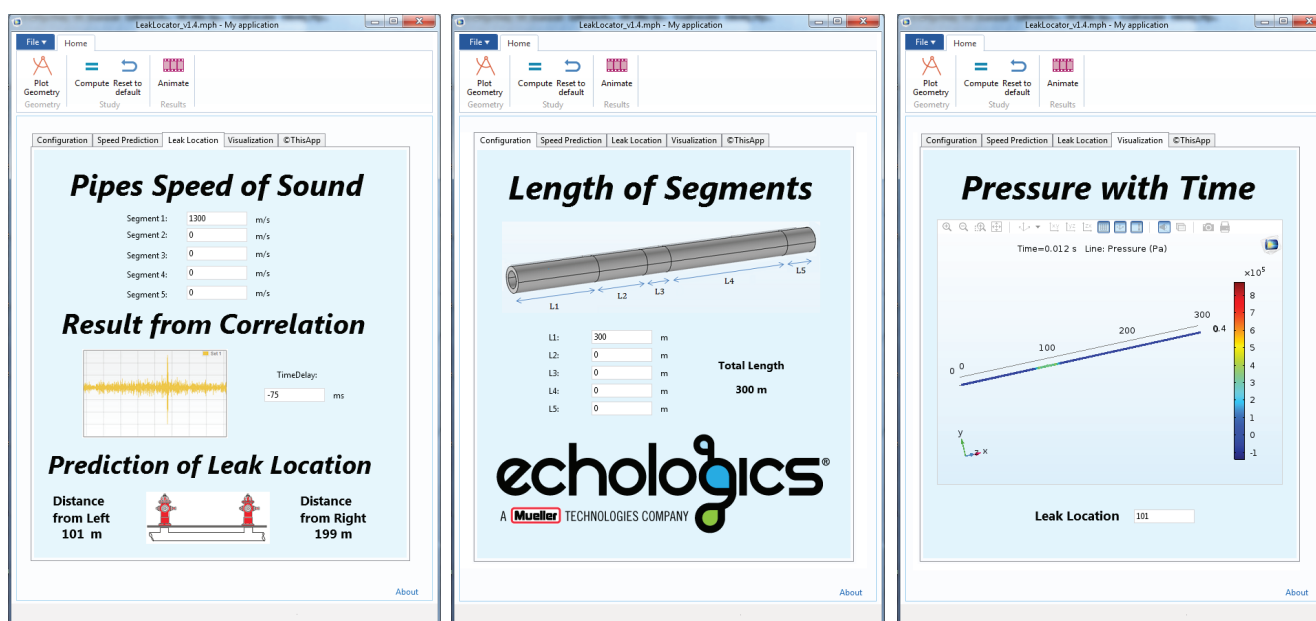 LeakLocator_v1.4.mph - My application
File Home
Plot Geometry
Compute
Reset to default
Animate
Geometry Study Results
Configuration Speed Prediction Leak Location Visualization ©ThisApp
Pipes Speed of Sound
Segment 1: 1300 m/s
Segment 2: 0 m/s
Segment 3: 0 m/s
Segment 4: 0 m/s
Segment 5: 0 m/s
Result from Correlation
Set 1
TimeDelay:
-75 ms
Prediction of Leak Location
Distance
from Left
101 m
Distance
from Right
199 m
About
LeakLocator_v1.4.mph - My application
File Home
Plot Geometry
Compute
Reset to default
Animate
Geometry Study Results
Configuration Speed Prediction Leak Location Visualization ©ThisApp
Length of Segments
L1 L2 L3 L4 L5
L1: 300 m
L2: 0 m
L3: 0 m
L4: 0 m
L5: 0 m
Total Length
300 m
echologics®
A Mueller TECHNOLOGIES COMPANY
About
LeakLocator_v1.4.mph - My application
File Home
Plot Geometry
Compute
Reset to default
Animate
Geometry Study Results
Configuration Speed Prediction Leak Location Visualization ©ThisApp
Pressure with Time
Time=0.012 s Line: Pressure (Pa)
×10⁵
8
7
6
5
4
3
2
1
0
-1
0 0 100 200 300
y
x
Leak Location 101
About